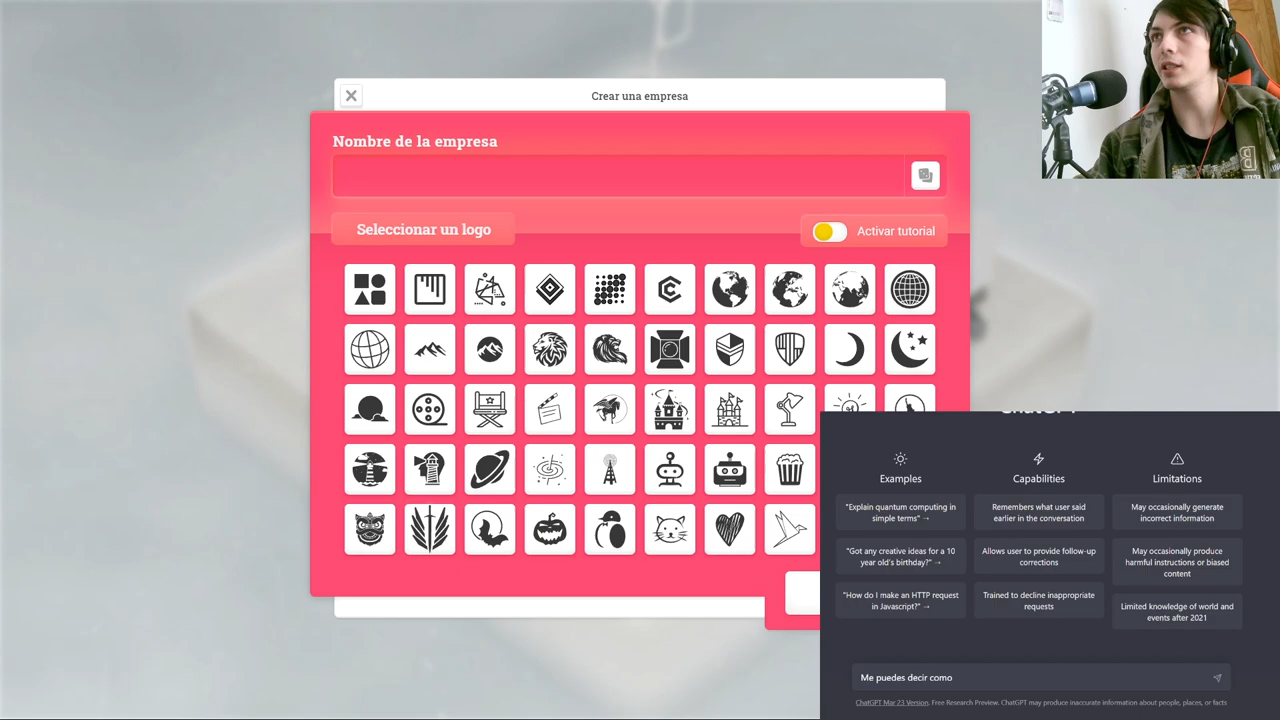 Crear una empresa
Nombre de la empresa
Seleccionar un logo
Activar tutorial
ChatGPT
Examples
Capabilities
Limitations
"Explain quantum computing in
simple terms" →
Remembers what user said
earlier in the conversation
May occasionally generate
incorrect information
"Got any creative ideas for a 10
year old's birthday?" →
Allows user to provide follow-up
corrections
May occasionally produce
harmful instructions or biased
content
"How do I make an HTTP request
in Javascript?" →
Trained to decline inappropriate
requests
Limited knowledge of world and
events after 2021
Me puedes decir como
ChatGPT Mar 23 Version. Free Research Preview. ChatGPT may produce inaccurate information about people, places, or facts